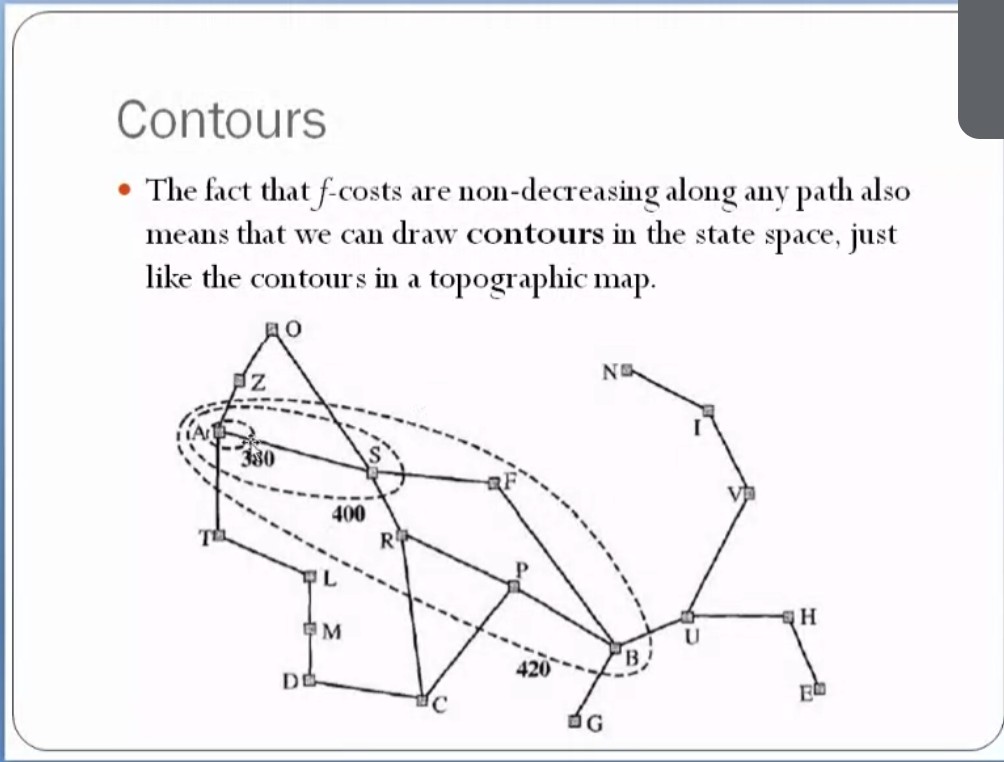 Contours
The fact that f-costs are non-decreasing along any path also
means that we can draw contours in the state space, just
like the contours in a topographic map.
O
N
Z
I
A
S
380
F
V
400
T
R
P
L
H
M
U
B
420
D
E
C
G